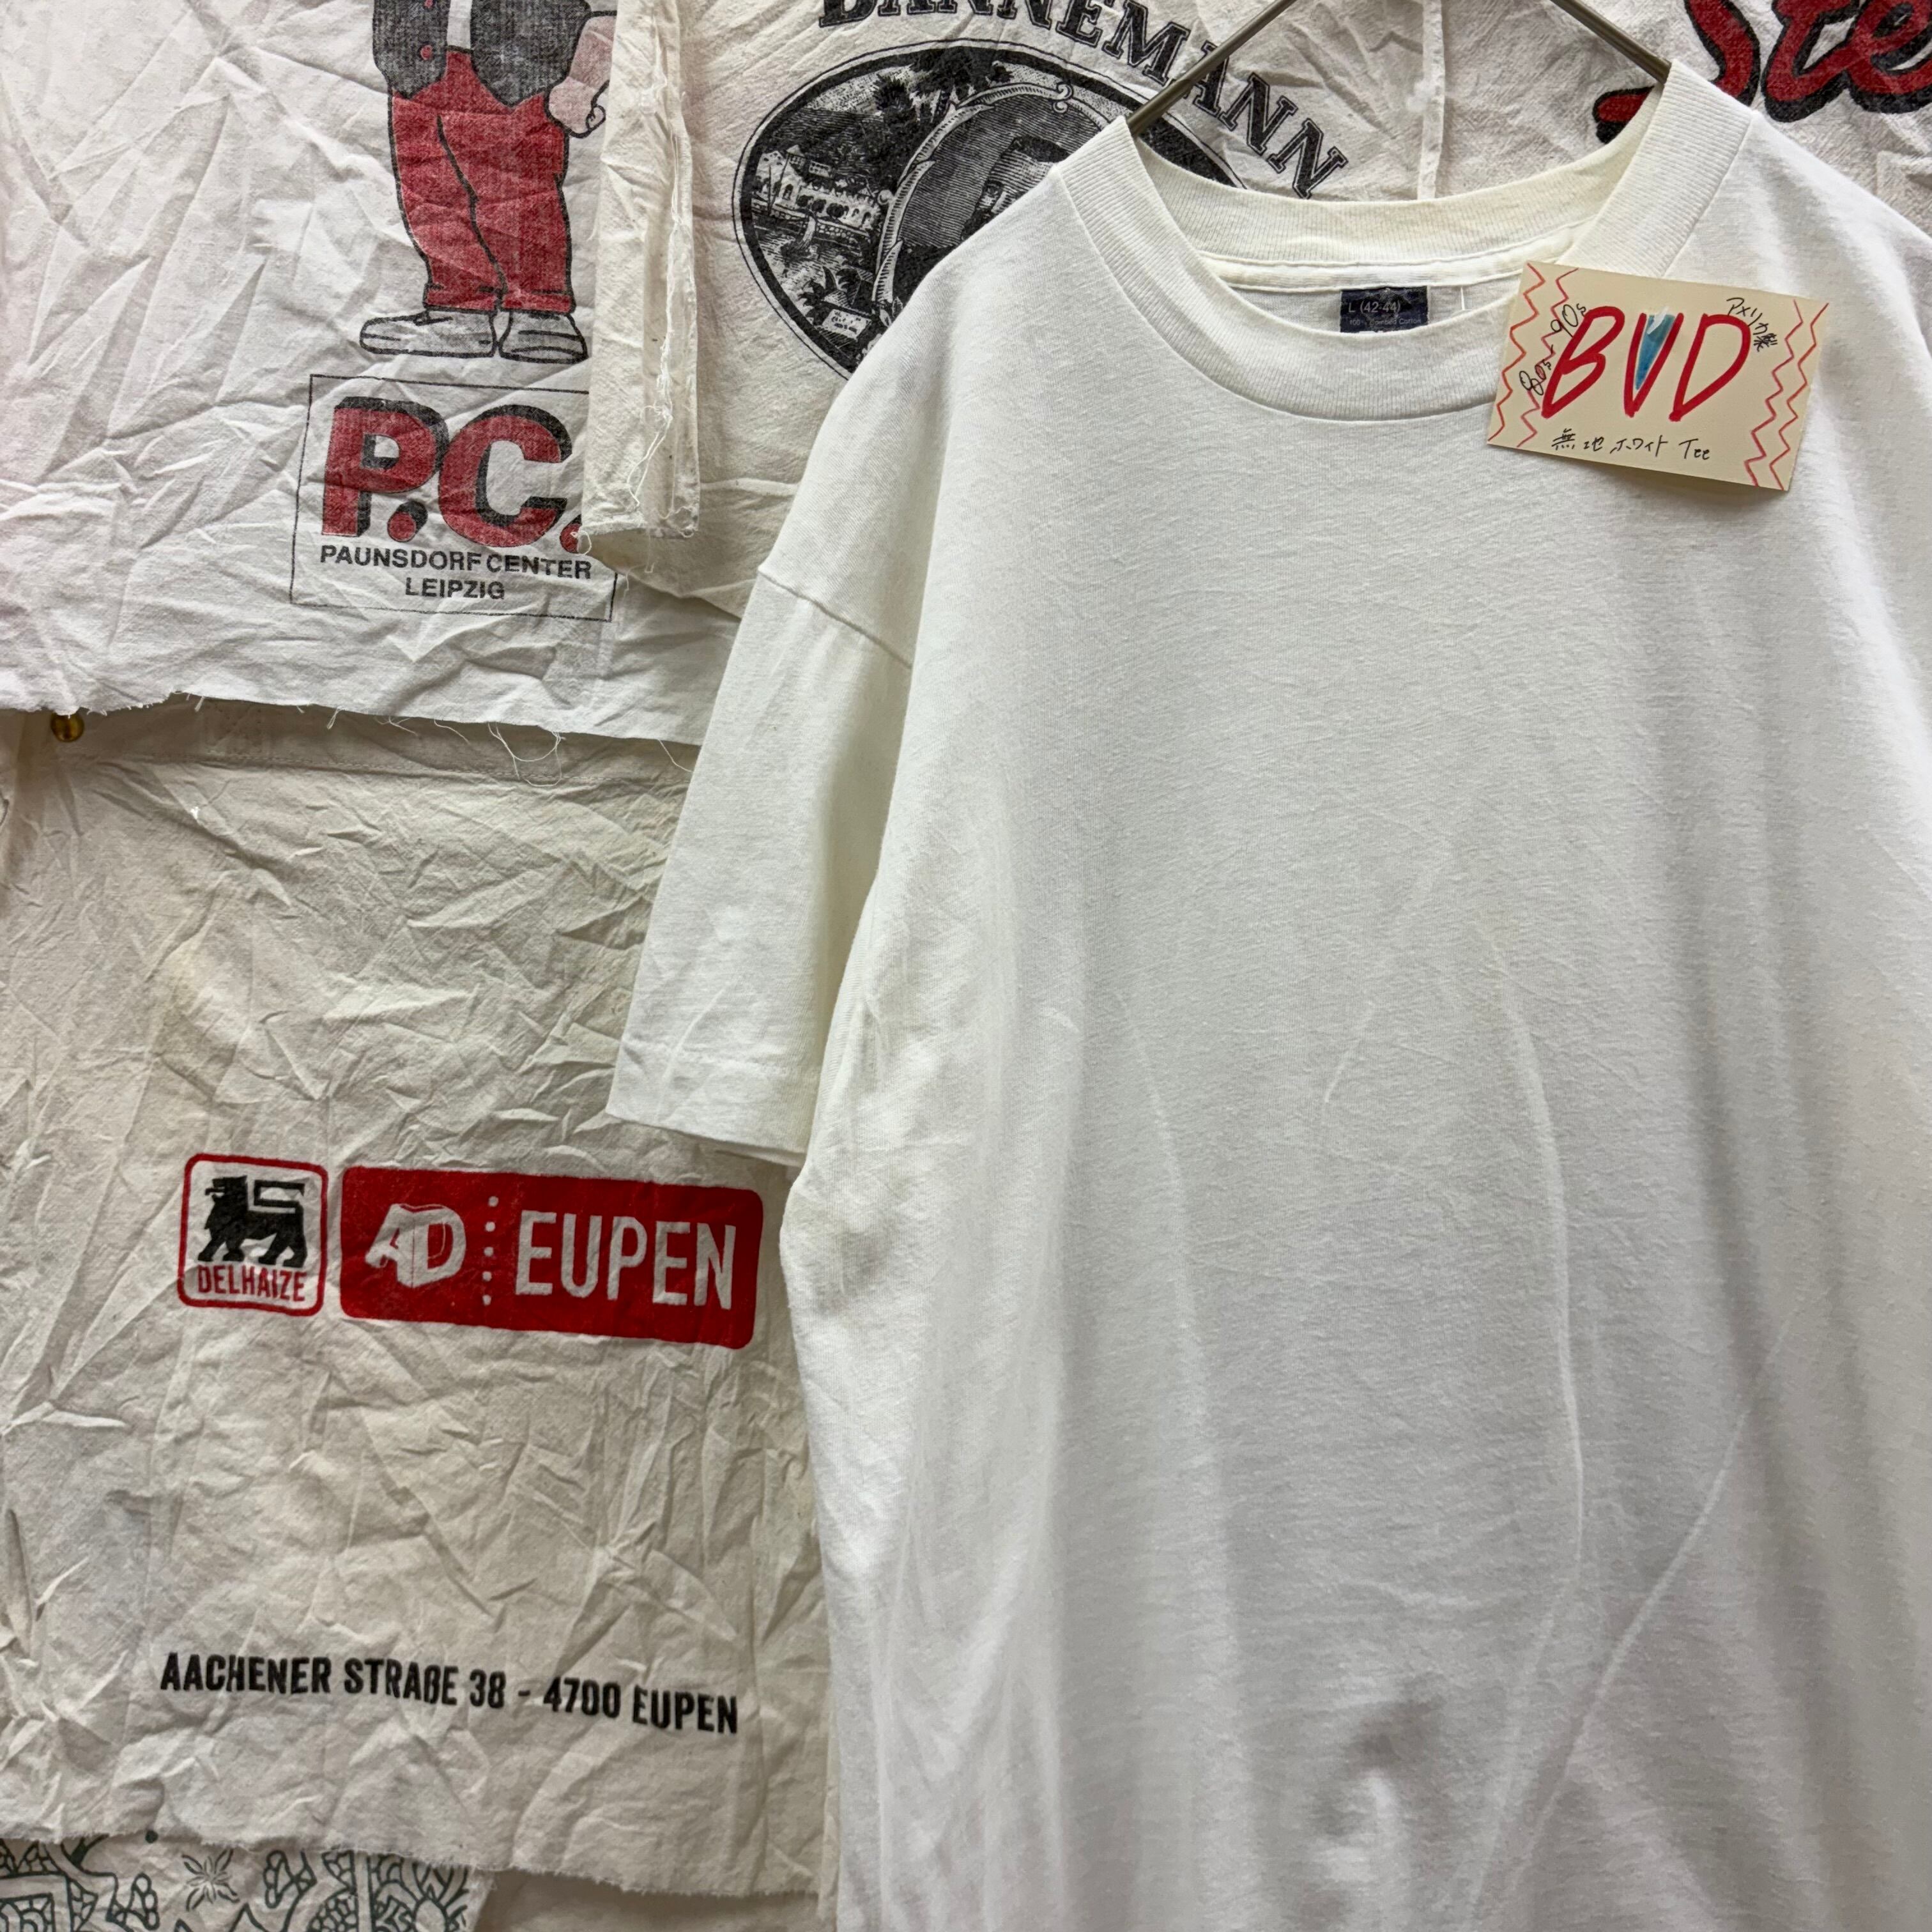 DANNEMANN
Ste
P.C.
PAUNSDORF CENTER
LEIPZIG
L (42-44)
80s~90s
アメリカ製
BVD
無地ホワイト Tee
DELHAIZE
AD
EUPEN
AACHENER STRAßE 38 - 4700 EUPEN